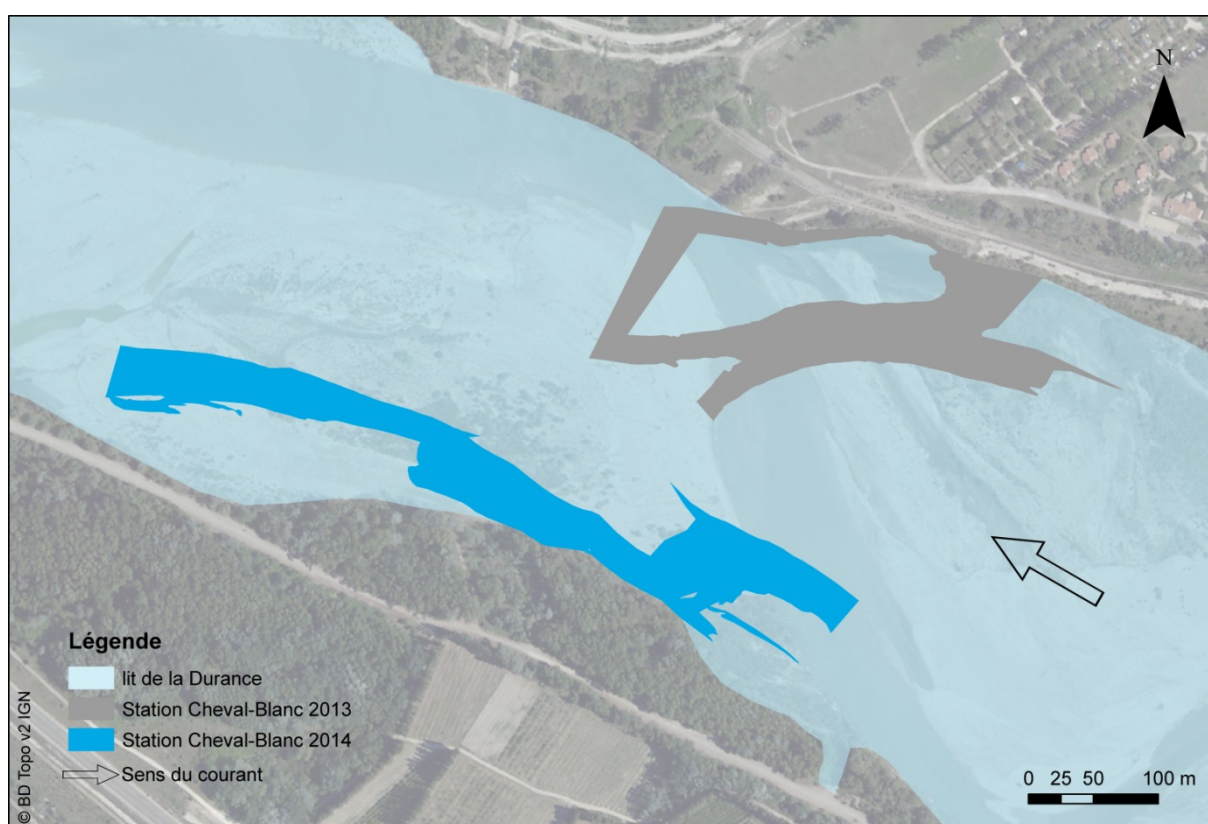 N
Légende
lit de la Durance
Station Cheval-Blanc 2013
Station Cheval-Blanc 2014
Sens du courant
© BD Topo v2 IGN
0 25 50 100 m